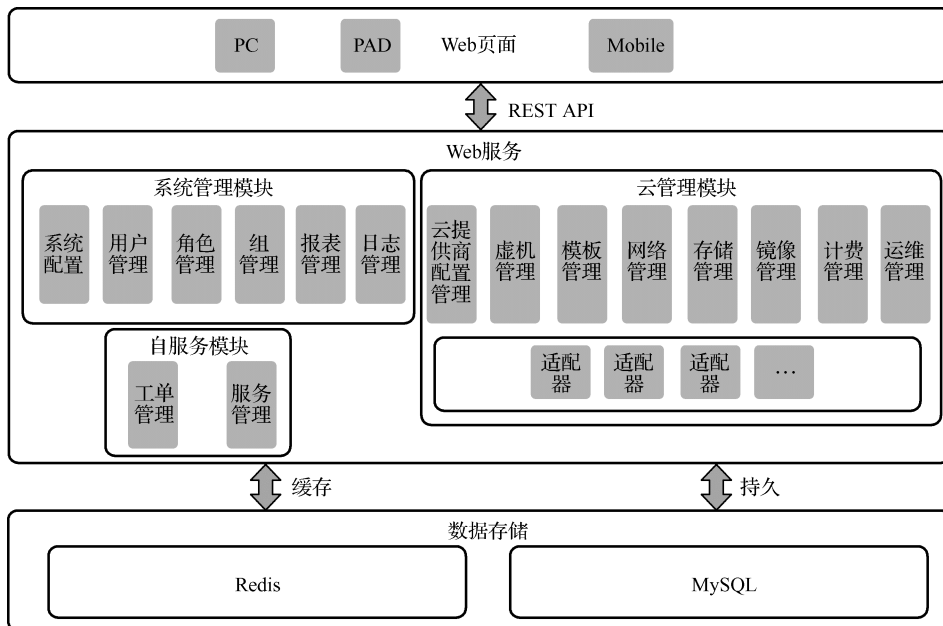 PC
PAD
Web页面
Mobile
REST API
Web服务
系统管理模块
系统
配置
用户
管理
角色
管理
组
管理
报表
管理
日志
管理
云管理模块
云提
供商
配置
管理
虚机
管理
模板
管理
网络
管理
存储
管理
镜像
管理
计费
管理
运维
管理
适配
器
适配
器
适配
器
…
自服务模块
工单
管理
服务
管理
缓存
持久
数据存储
Redis
MySQL